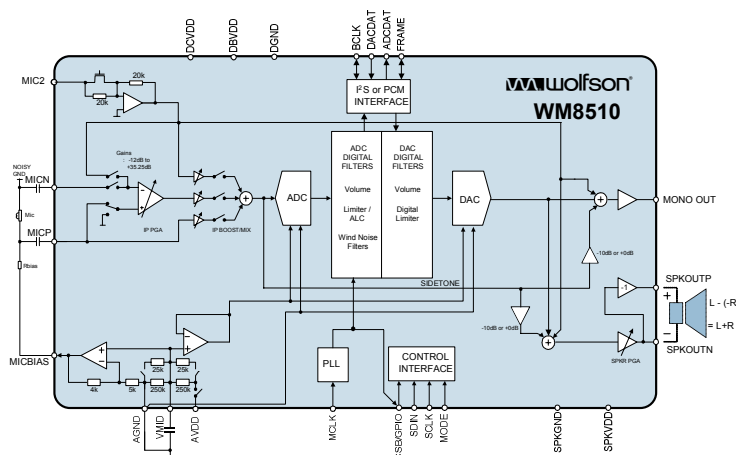 DCVDD
DBVDD
DGND
BCLK
DACDAT
ADCDAT
FRAME
MIC2
20k
20k
I²S or PCM
INTERFACE
wolfson®
WM8510
NOISY
GND
MICN
Mic
MICP
Rbias
MICBIAS
Gains
: -12dB to
+35.25dB
-
+
IP PGA
IP BOOST/MIX
+
ADC
ADC
DIGITAL
FILTERS
Volume
Limiter /
ALC
Wind Noise
Filters
DAC
DIGITAL
FILTERS
Volume
Digital
Limiter
DAC
+
MONO OUT
-10dB or +0dB
SIDETONE
-10dB or +0dB
+
-1
SPKR PGA
SPKOUTP
+
L - (-R
−
= L+R
SPKOUTN
+
-
-
+
25k
25k
4k
5k
250k
250k
PLL
CONTROL
INTERFACE
AGND
VMID
AVDD
MCLK
CSB/GPIO
SDIN
SCLK
MODE
SPKGND
SPKVDD